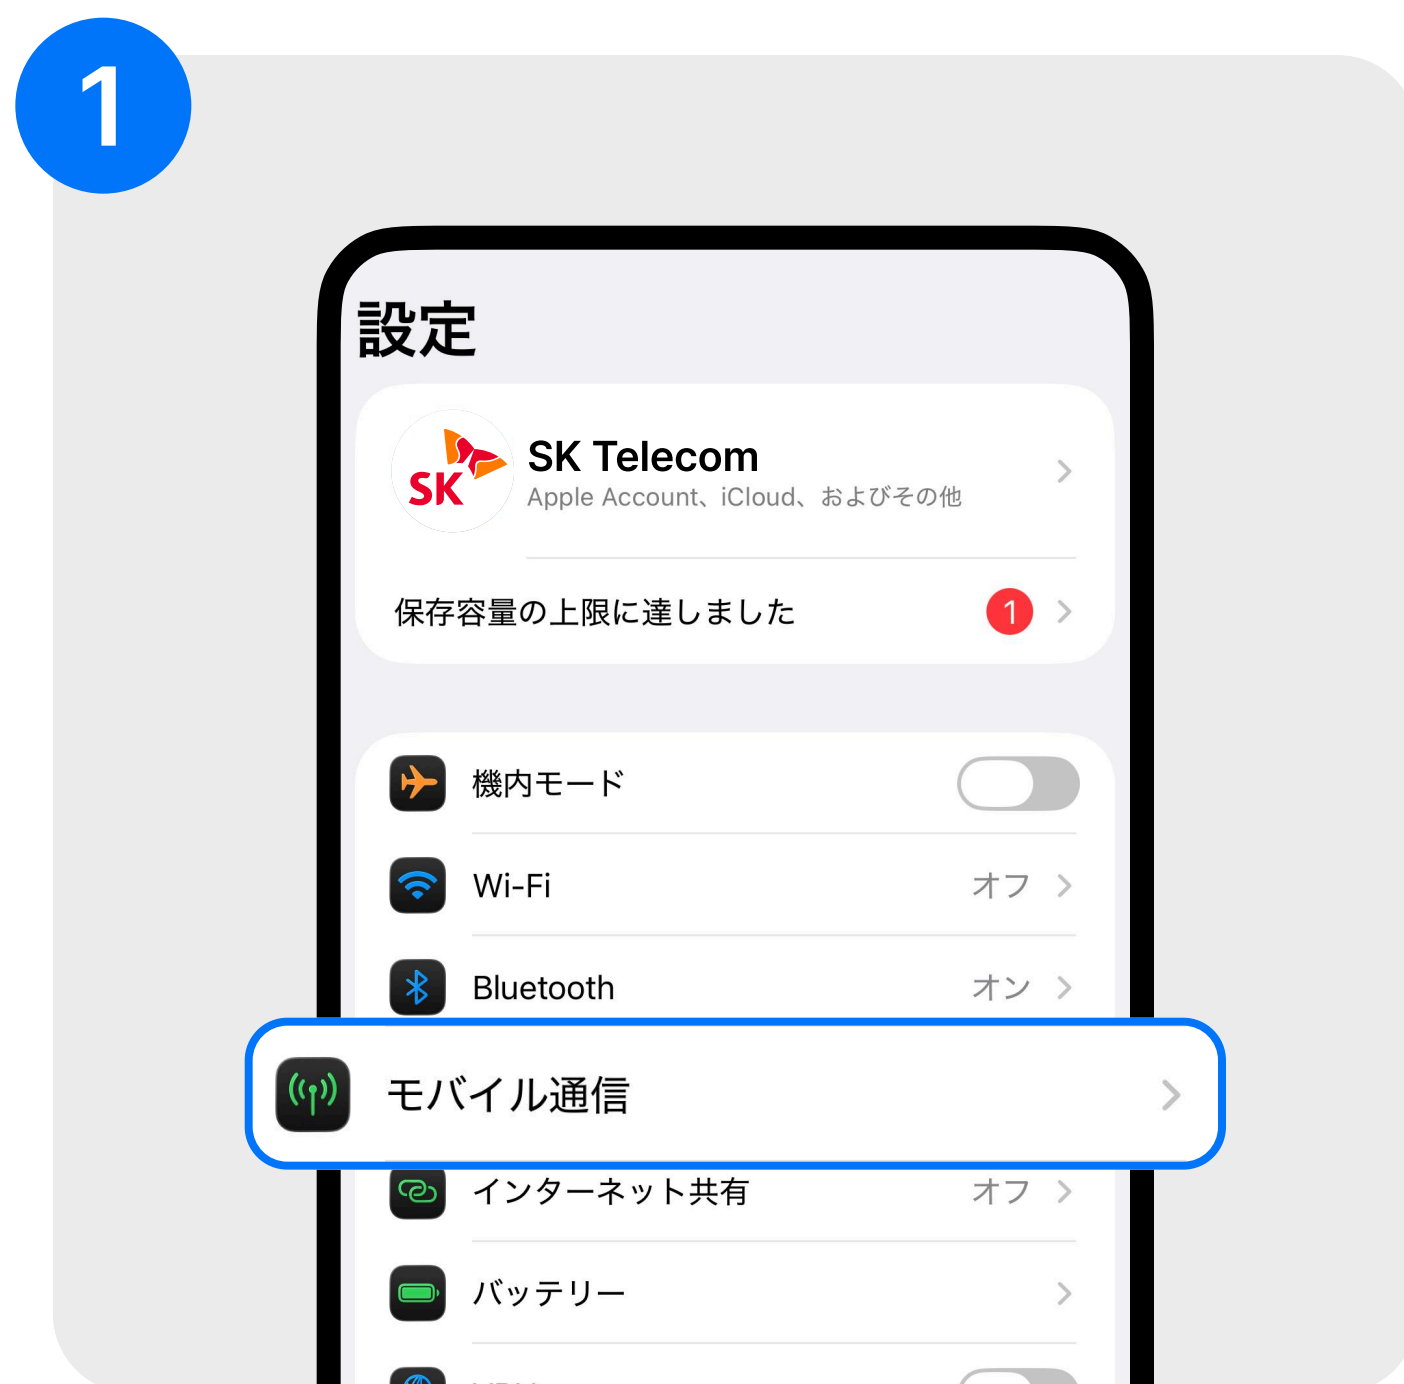 1
設定
SK
SK Telecom
Apple Account、iCloud、およびその他
保存容量の上限に達しました 1
機内モード
Wi-Fi オフ
Bluetooth オン
モバイル通信
インターネット共有 オフ
バッテリー